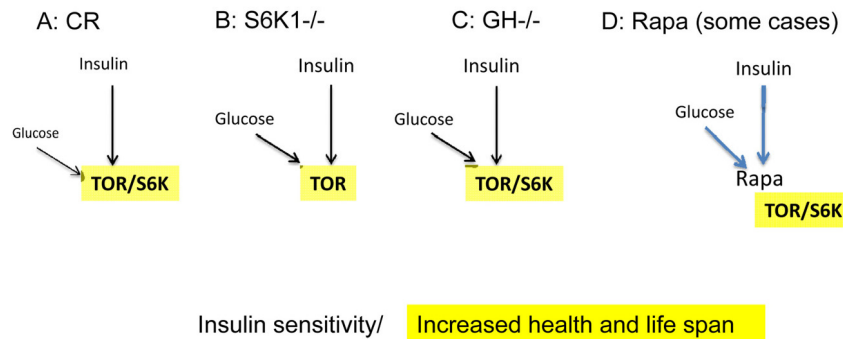 A: CR
B: S6K1-/-
C: GH-/-
D: Rapa (some cases)
Insulin
Insulin
Insulin
Insulin
Glucose
Glucose
Glucose
Glucose
TOR/S6K
TOR
TOR/S6K
Rapa
TOR/S6K
Insulin sensitivity/ Increased health and life span